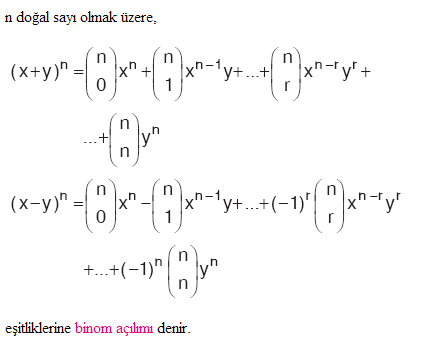 n doğal sayı olmak üzere,
(x+y)ⁿ = (n 0) xⁿ + (n 1) xⁿ⁻¹y+...+ (n r) xⁿ⁻ʳyʳ +
...+ (n n) yⁿ
(x−y)ⁿ = (n 0) xⁿ − (n 1) xⁿ⁻¹y+...+(−1)ʳ (n r) xⁿ⁻ʳyʳ
+...+(−1)ⁿ (n n) yⁿ
eşitliklerine binom açılımı denir.